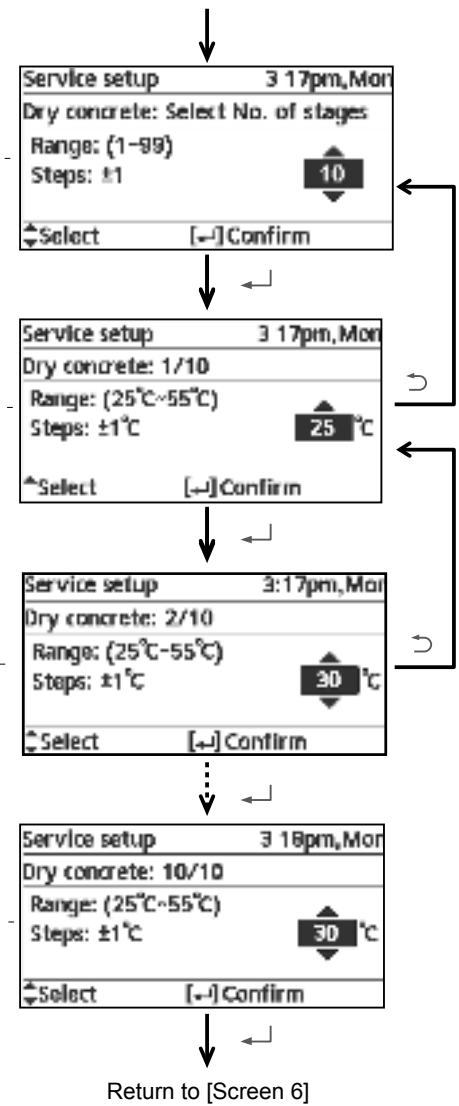 Service setup 3 17pm, Mon
Dry concrete: Select No. of stages
Range: (1~99)
Steps: ±1
10
Select [↵] Confirm
Service setup 3 17pm, Mon
Dry concrete: 1/10
Range: (25°C~55°C)
Steps: ±1°C
25 °C
Select [↵] Confirm
Service setup 3:17pm, Mon
Dry concrete: 2/10
Range: (25°C~55°C)
Steps: ±1°C
30 °C
Select [↵] Confirm
Service setup 3 18pm, Mon
Dry concrete: 10/10
Range: (25°C~55°C)
Steps: ±1°C
30 °C
Select [↵] Confirm
Return to [Screen 6]